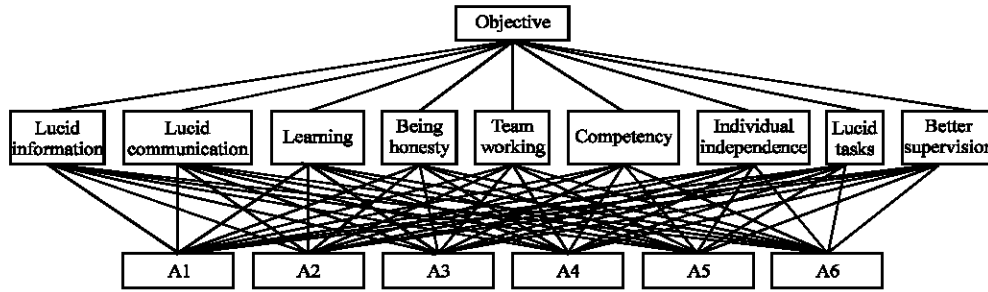 Objective
Lucid
information
Lucid
communication
Learning
Being
honesty
Team
working
Competency
Individual
independence
Lucid
tasks
Better
supervision
A1
A2
A3
A4
A5
A6